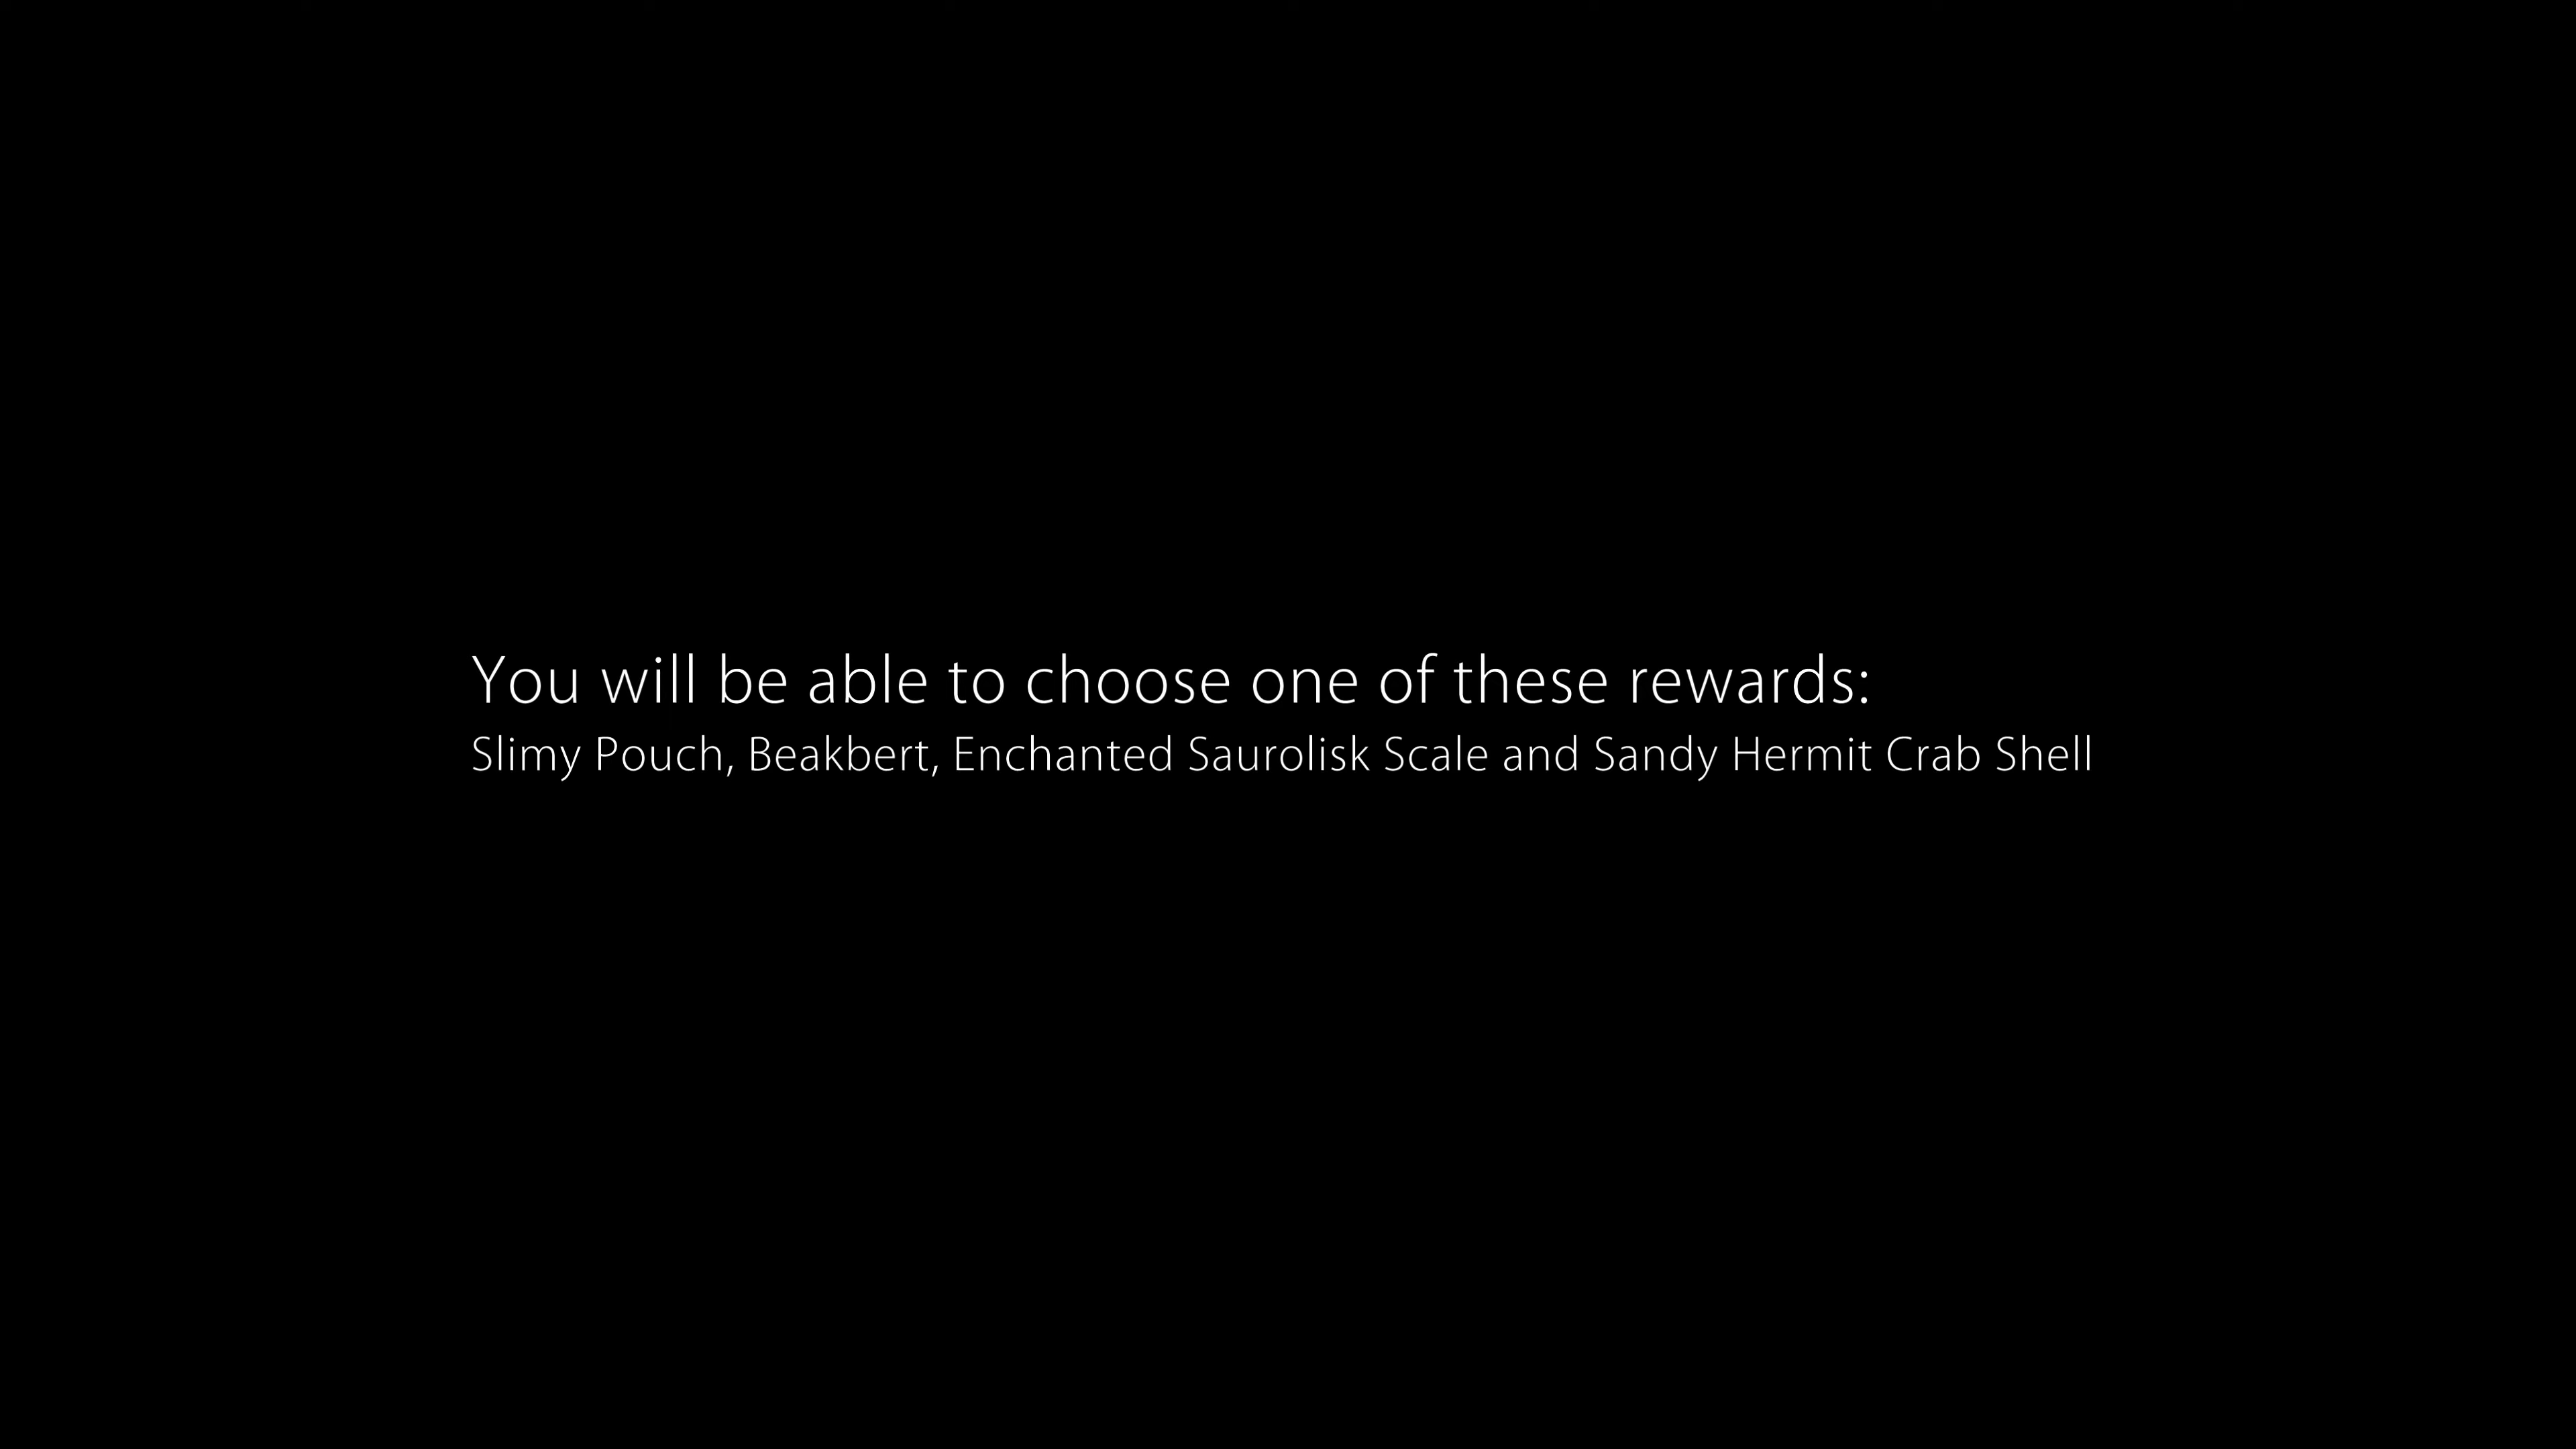 You will be able to choose one of these rewards:
Slimy Pouch, Beakbert, Enchanted Saurolisk Scale and Sandy Hermit Crab Shell